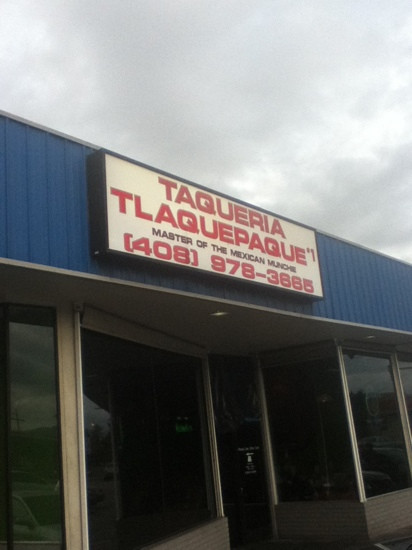 TAQUERIA
TLAQUEPAQUE #1
MASTER OF THE MEXICAN MUNCHIE
(408) 978-3665